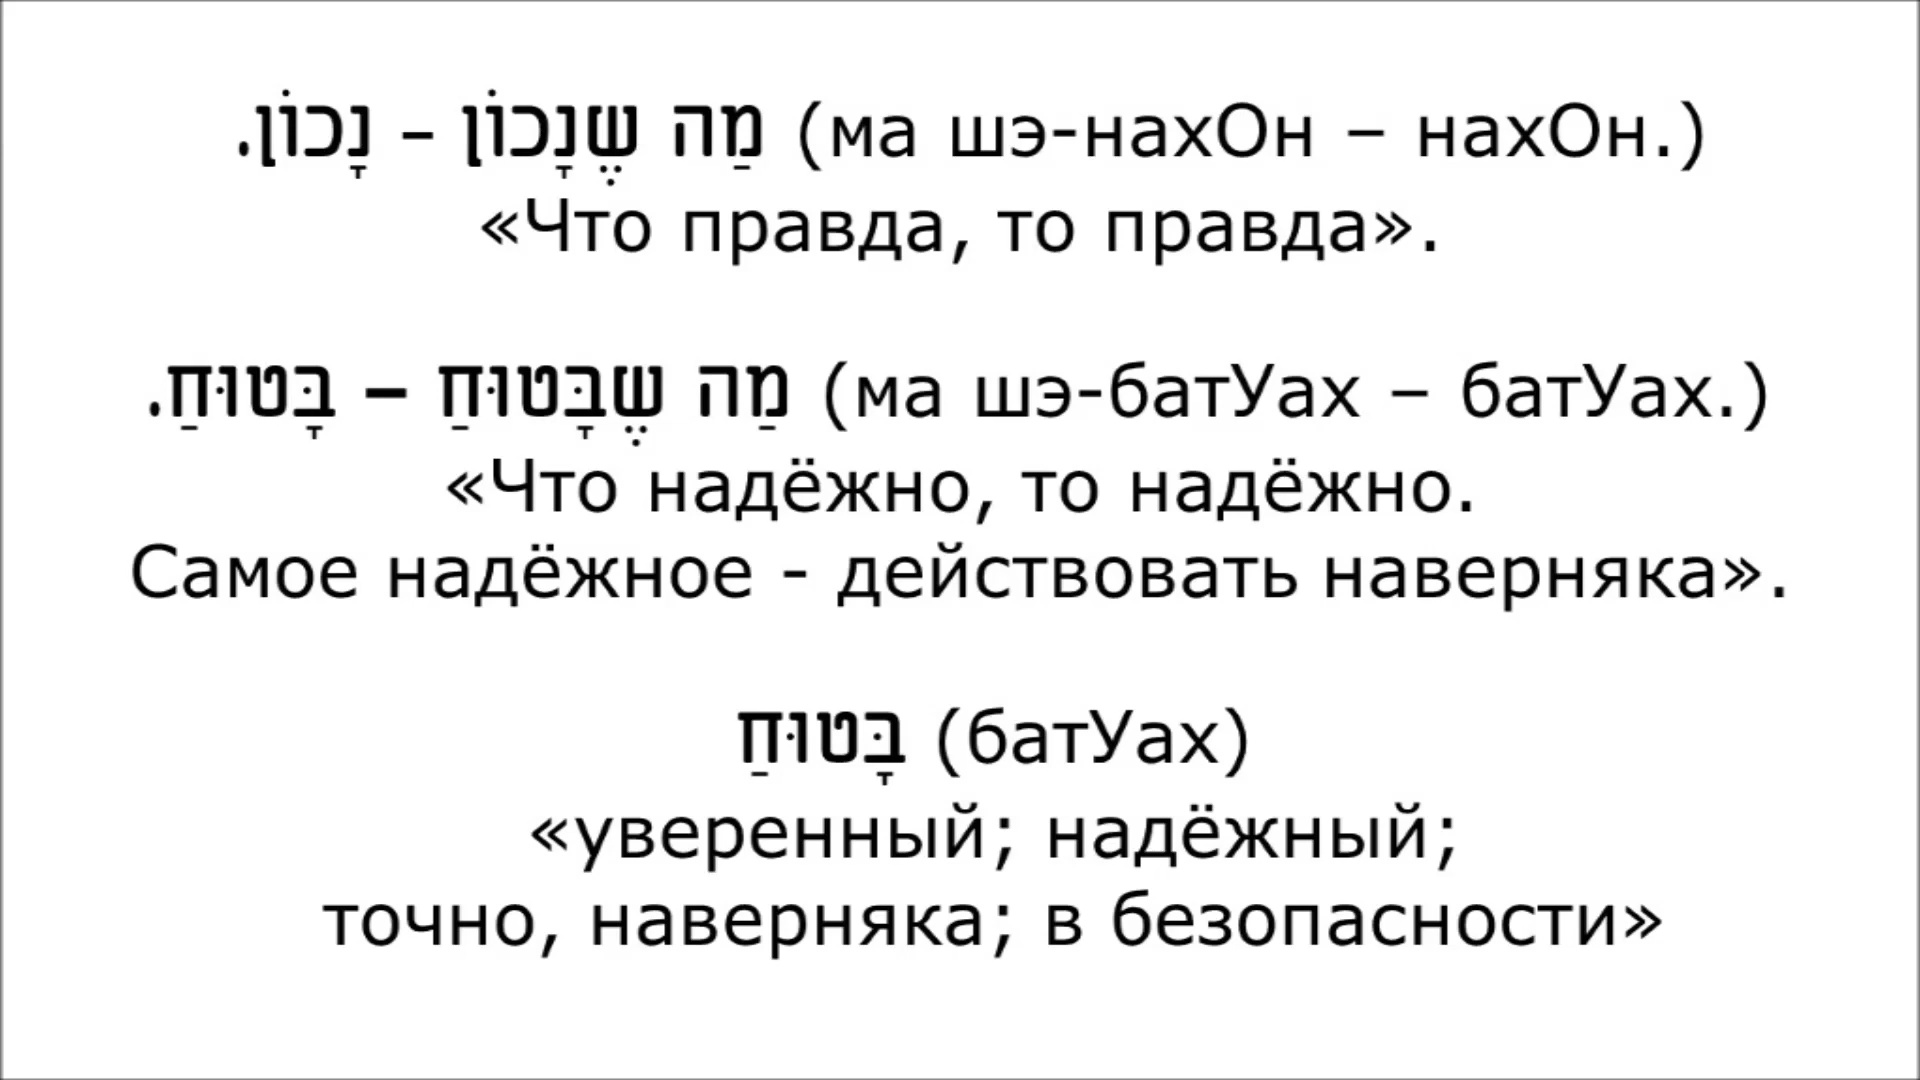 מַה שֶׁנָכוֹן – נָכוֹן. (ма шэ-нахОн – нахОн.)
«Что правда, то правда».
מַה שֶׁבָּטוּחַ – בָּטוּחַ. (ма шэ-батУах – батУах.)
«Что надёжно, то надёжно.
Самое надёжное - действовать наверняка».
בָּטוּחַ (батУах)
«уверенный; надёжный;
точно, наверняка; в безопасности»